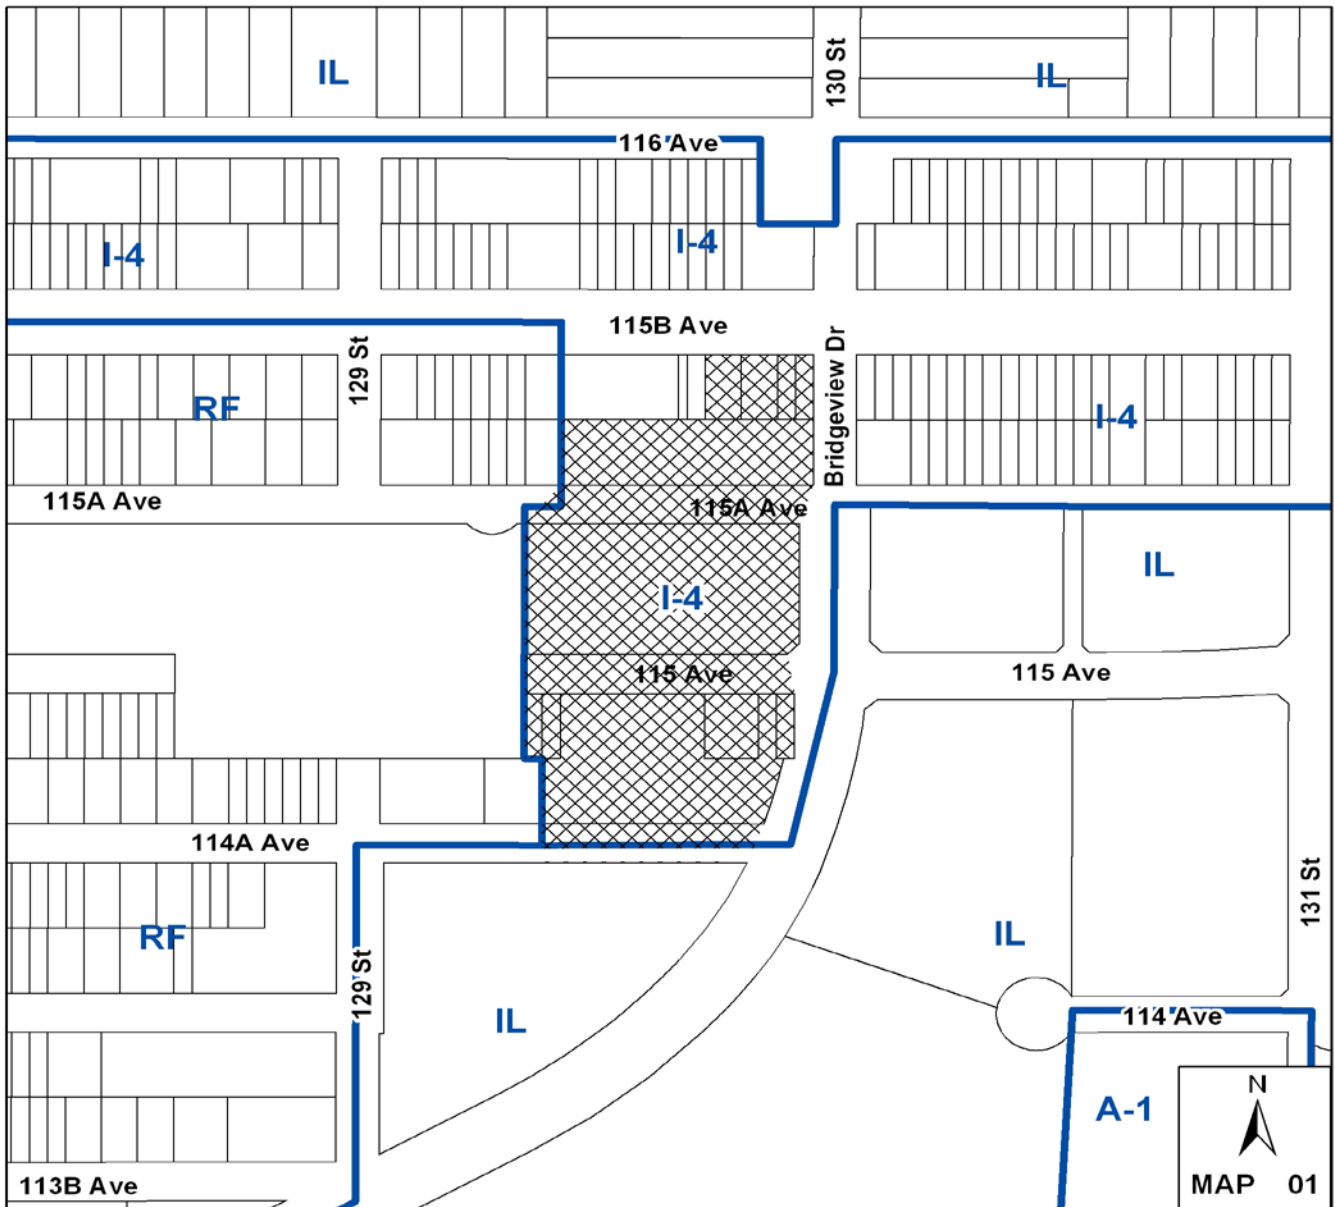 IL
130 St
IL
116 Ave
I-4
I-4
115B Ave
129 St
Bridgeview Dr
RF
I-4
115A Ave
115A Ave
IL
I-4
115 Ave
115 Ave
114A Ave
131 St
RF
IL
129 St
IL
114 Ave
A-1
N
113B Ave
MAP 01